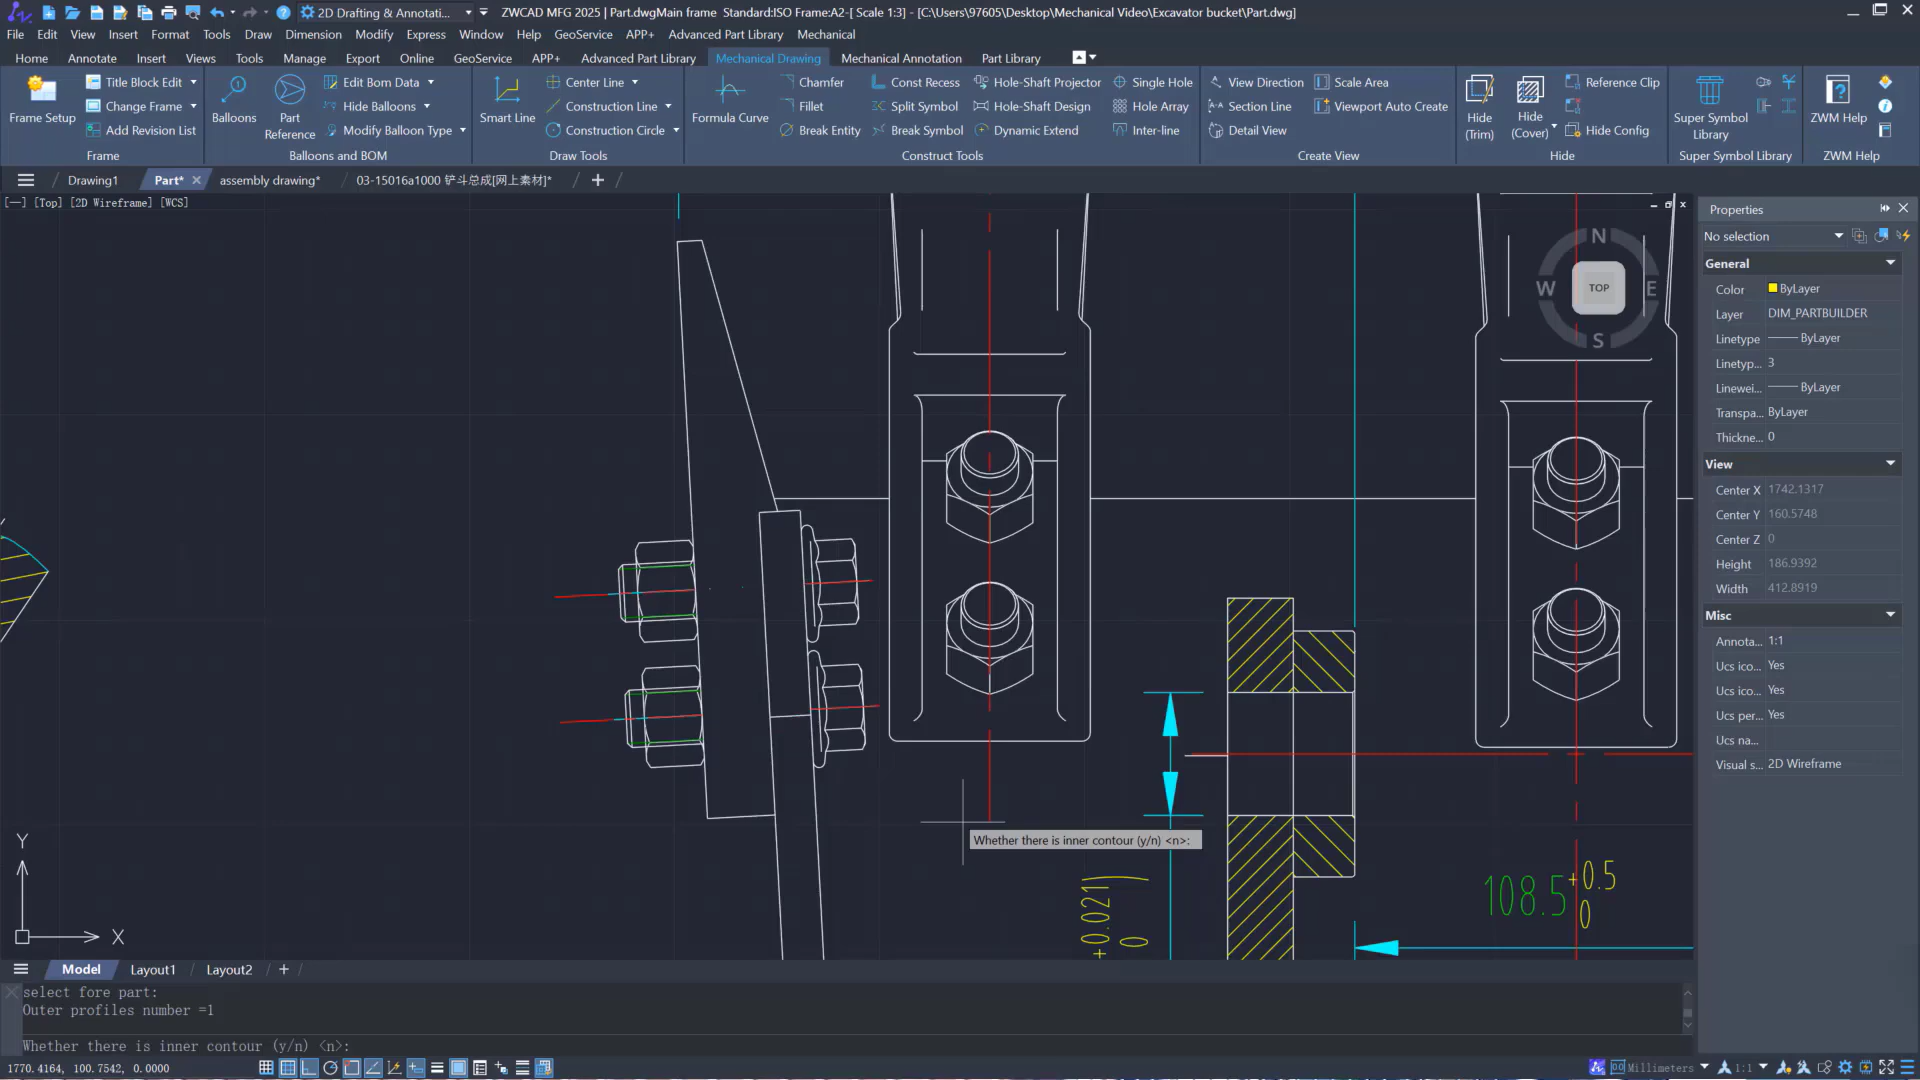 2D Drafting & Annotati...
ZWCAD MFG 2025 | Part.dwgMain frame Standard:ISO Frame:A2-[ Scale 1:3] - [C:\Users\97605\Desktop\Mechanical Video\Excavator bucket\Part.dwg]
File Edit View Insert Format Tools Draw Dimension Modify Express Window Help GeoService APP+ Advanced Part Library Mechanical
Home Annotate Insert Views Tools Manage Export Online GeoService APP+ Advanced Part Library Mechanical Drawing Mechanical Annotation Part Library
Frame Setup
Title Block Edit
Change Frame
Add Revision List
Frame
Balloons
Part Reference
Edit Bom Data
Hide Balloons
Modify Balloon Type
Balloons and BOM
Smart Line
Center Line
Construction Line
Construction Circle
Draw Tools
Formula Curve
Chamfer
Fillet
Break Entity
Const Recess
Split Symbol
Break Symbol
Hole-Shaft Projector
Hole-Shaft Design
Dynamic Extend
Single Hole
Hole Array
Inter-line
Construct Tools
View Direction
Section Line
Detail View
Scale Area
Viewport Auto Create
Create View
Hide (Trim)
Hide (Cover)
Reference Clip
Hide Config
Hide
Super Symbol Library
Super Symbol Library
ZWM Help
ZWM Help
Drawing1
Part*
assembly drawing*
03-15016a1000 铲斗总成[网上素材]*
[—] [Top] [2D Wireframe] [WCS]
N
W TOP E
S
Whether there is inner contour (y/n) <n>:
+0.021)
0
108.5 +0.5
0
Y
X
Properties
No selection
General
Color ByLayer
Layer DIM_PARTBUILDER
Linetype ByLayer
Linetyp... 3
Linewei... ByLayer
Transpa... ByLayer
Thickne... 0
View
Center X 1742.1317
Center Y 160.5748
Center Z 0
Height 186.9392
Width 412.8919
Misc
Annota... 1:1
Ucs ico... Yes
Ucs ico... Yes
Ucs per... Yes
Ucs na...
Visual s... 2D Wireframe
Model Layout1 Layout2
select fore part:
Outer profiles number =1
Whether there is inner contour (y/n) <n>:
1770.4164, 100.7542, 0.0000
Millimeters
1:1